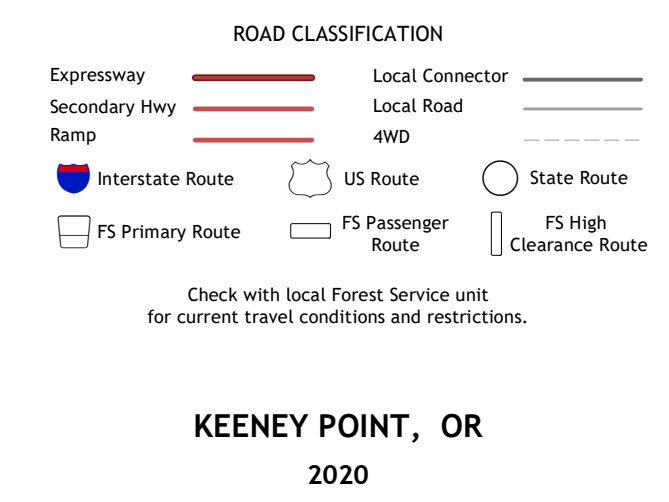 ROAD CLASSIFICATION
Expressway
Local Connector
Secondary Hwy
Local Road
Ramp
4WD
Interstate Route
US Route
State Route
FS Primary Route
FS Passenger
Route
FS High
Clearance Route
Check with local Forest Service unit
for current travel conditions and restrictions.
KEENEY POINT, OR
2020